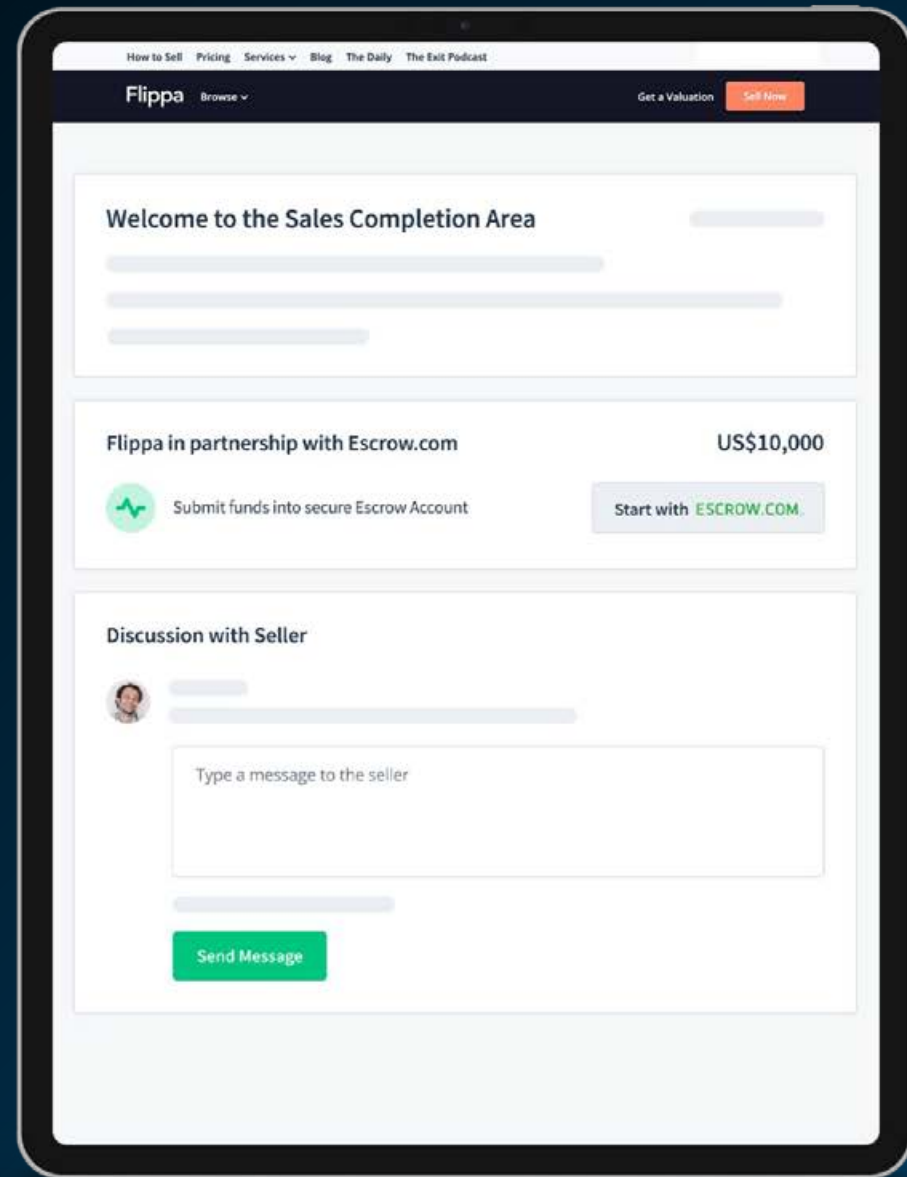 How to Sell Pricing Services Blog The Daily The Exit Podcast
Flippa Browse Get a Valuation Sell Now
Welcome to the Sales Completion Area
Flippa in partnership with Escrow.com US$10,000
Submit funds into secure Escrow Account Start with ESCROW.COM
Discussion with Seller
Type a message to the seller
Send Message